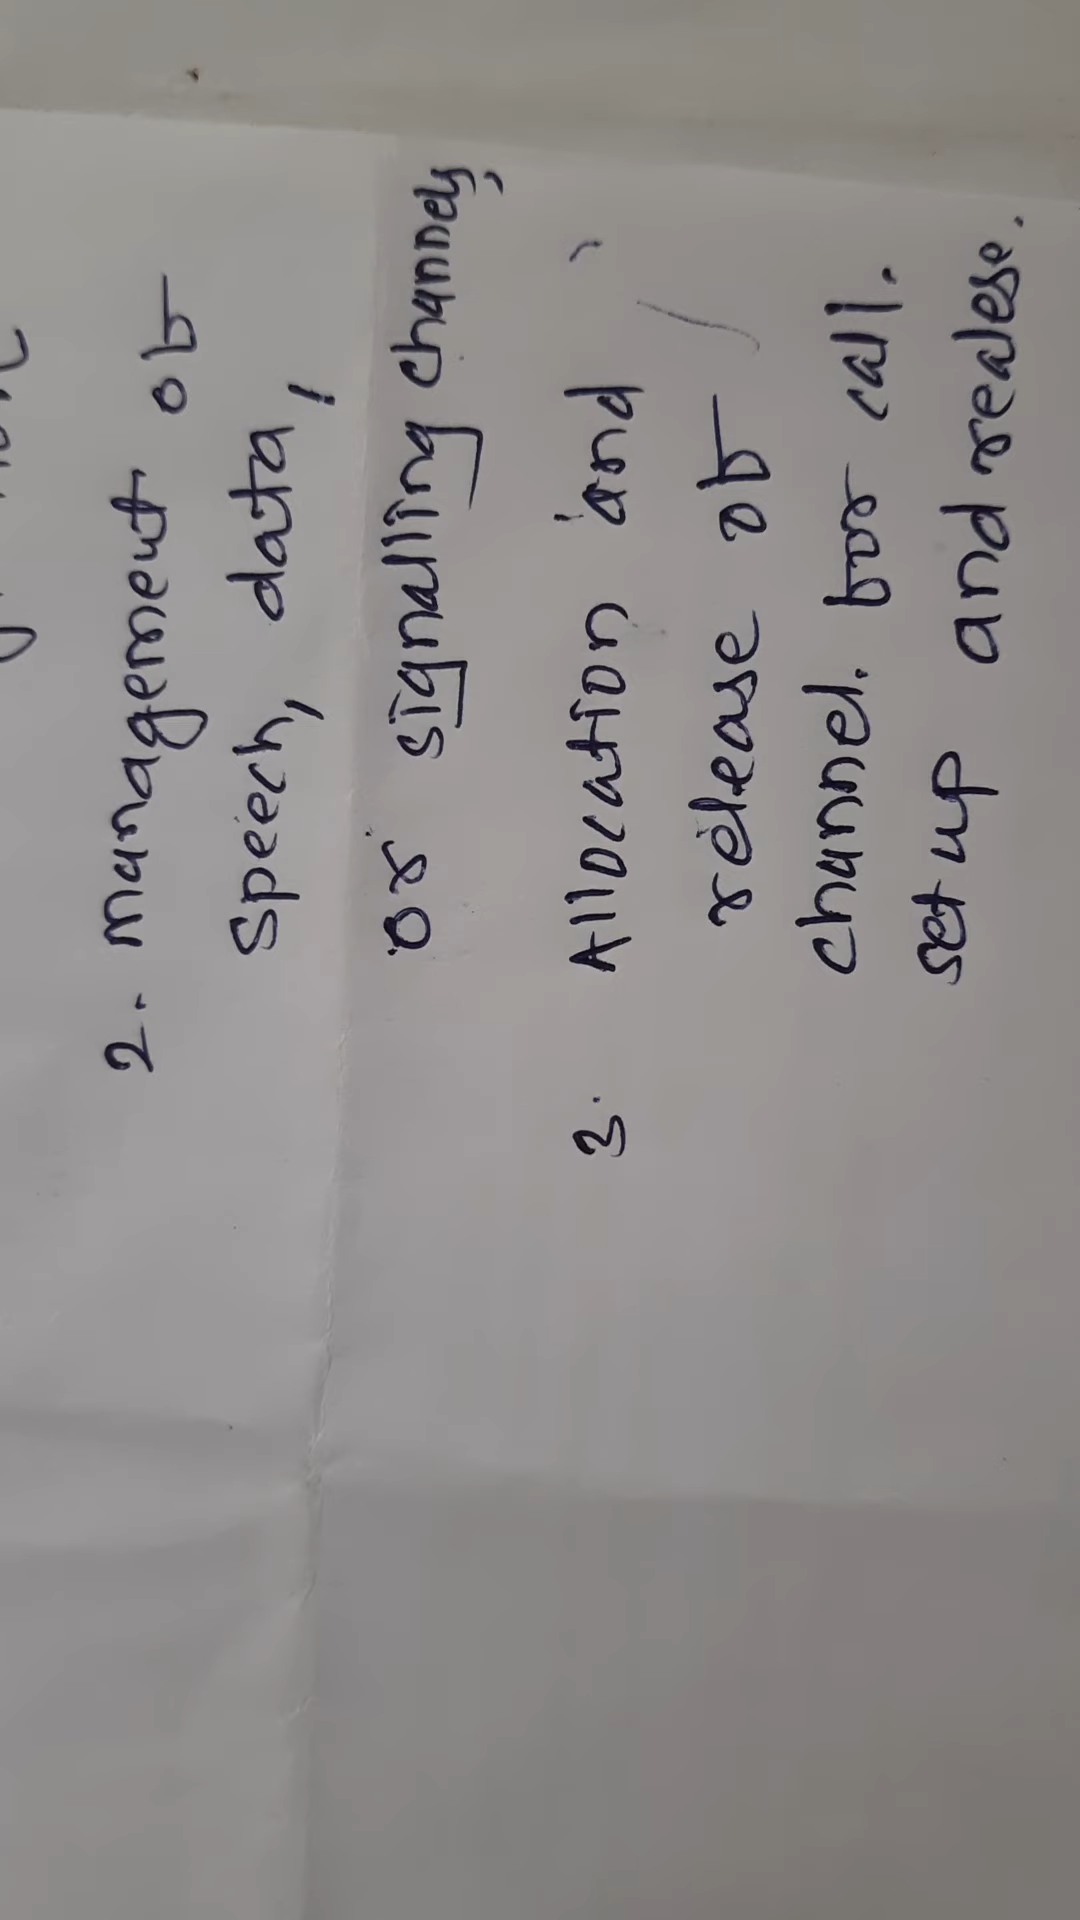 2. management of
speech, data,
or signalling channels,
3. Allocation and
release of
channel. for call.
set up and realese.